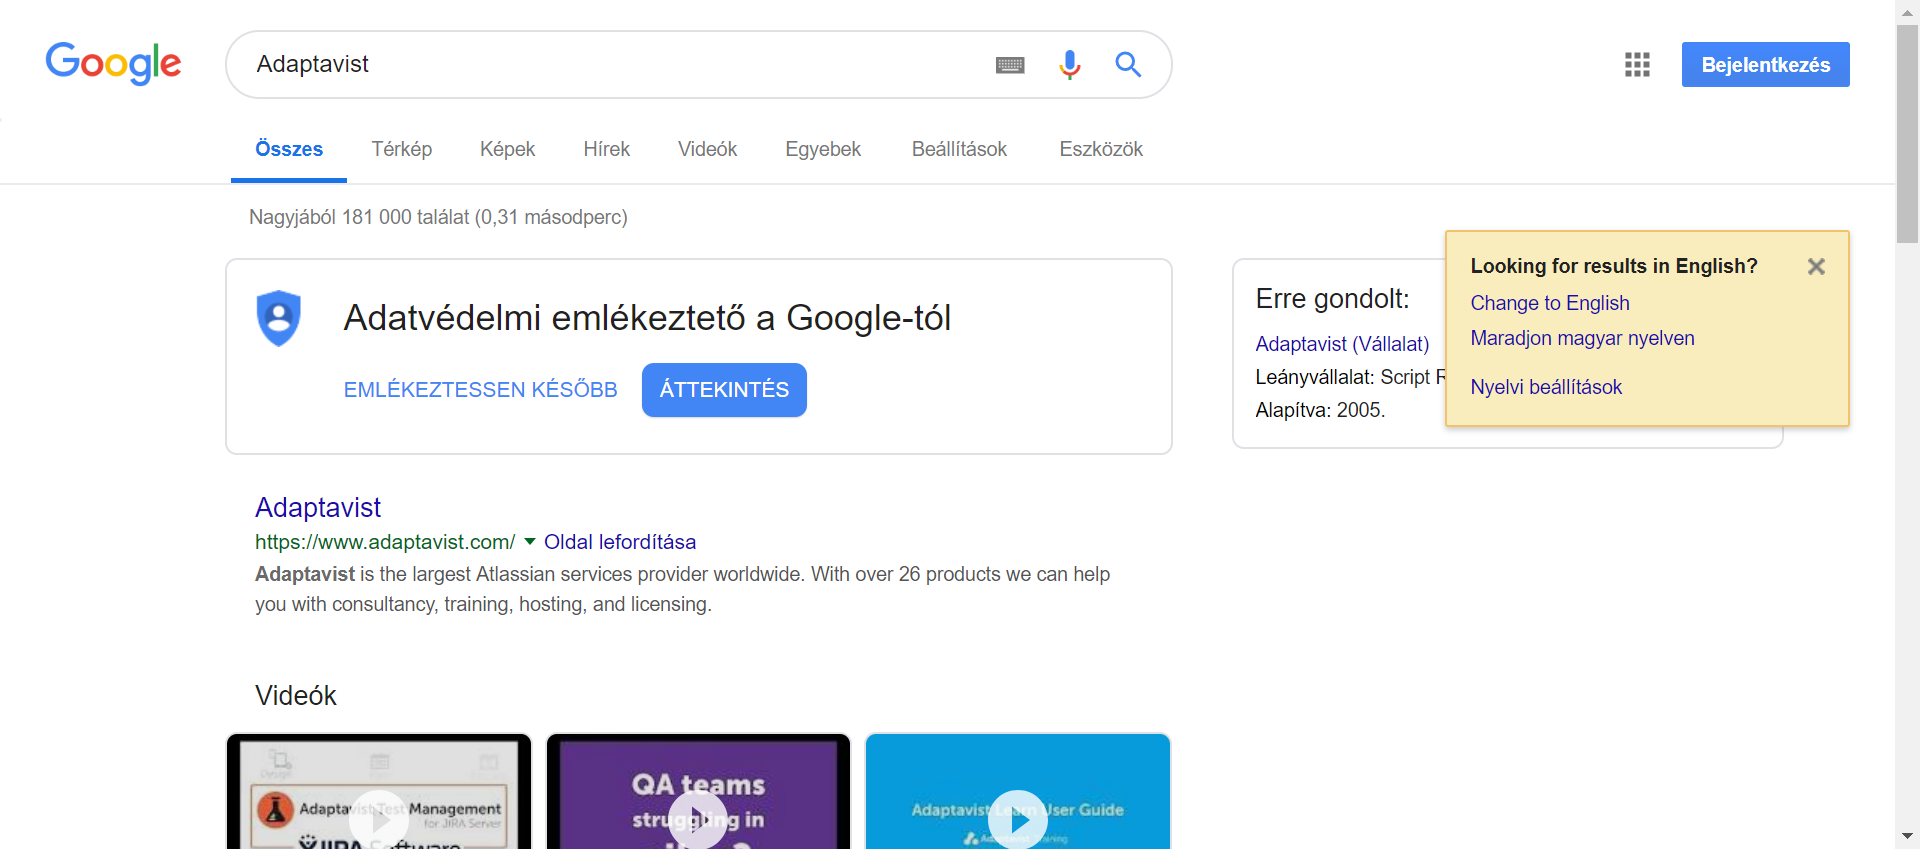 Google
Adaptavist
Bejelentkezés
Összes
Térkép
Képek
Hírek
Videók
Egyebek
Beállítások
Eszközök
Nagyjából 181 000 találat (0,31 másodperc)
Adatvédelmi emlékeztető a Google-tól
EMLÉKEZTESSEN KÉSŐBB
ÁTTEKINTÉS
Erre gondolt:
Adaptavist (Vállalat)
Leányvállalat: Script
Alapítva: 2005.
Looking for results in English?
Change to English
Maradjon magyar nyelven
Nyelvi beállítások
Adaptavist
https://www.adaptavist.com/ Oldal lefordítása
Adaptavist is the largest Atlassian services provider worldwide. With over 26 products we can help
you with consultancy, training, hosting, and licensing.
Videók
Adaptavist Test Management
for JIRA Server
JIRA Software
QA teams
struggling in
Adaptavist Learn User Guide